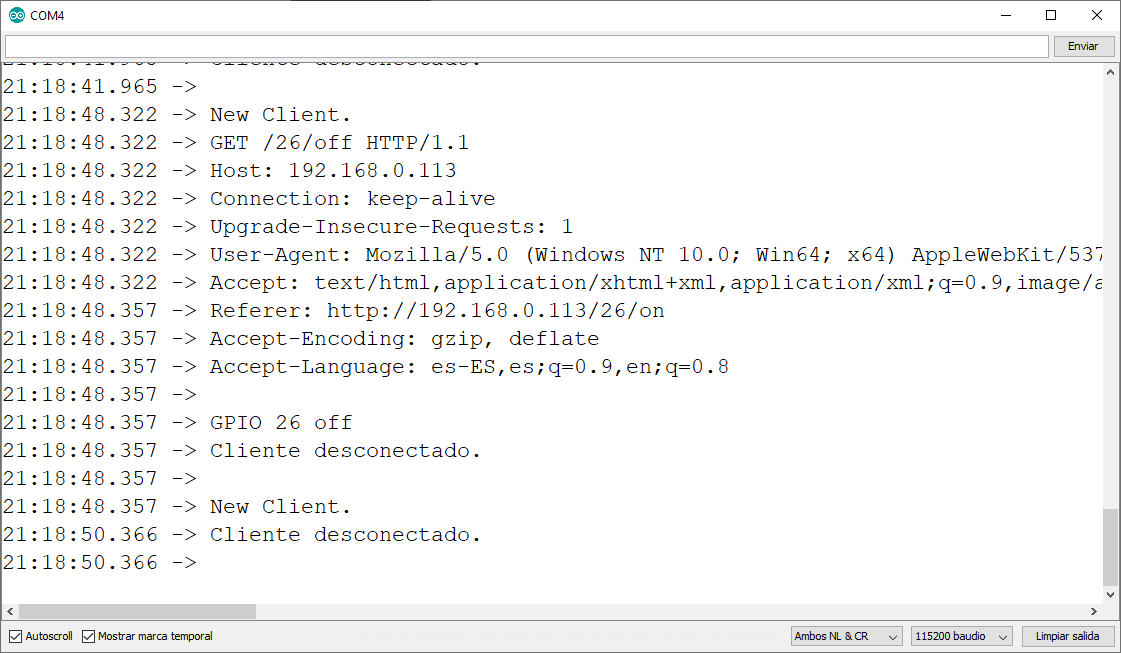 COM4
Enviar
21:18:41.965 -> Cliente desconectado.
21:18:41.965 ->
21:18:48.322 -> New Client.
21:18:48.322 -> GET /26/off HTTP/1.1
21:18:48.322 -> Host: 192.168.0.113
21:18:48.322 -> Connection: keep-alive
21:18:48.322 -> Upgrade-Insecure-Requests: 1
21:18:48.322 -> User-Agent: Mozilla/5.0 (Windows NT 10.0; Win64; x64) AppleWebKit/537
21:18:48.322 -> Accept: text/html,application/xhtml+xml,application/xml;q=0.9,image/a
21:18:48.357 -> Referer: http://192.168.0.113/26/on
21:18:48.357 -> Accept-Encoding: gzip, deflate
21:18:48.357 -> Accept-Language: es-ES,es;q=0.9,en;q=0.8
21:18:48.357 ->
21:18:48.357 -> GPIO 26 off
21:18:48.357 -> Cliente desconectado.
21:18:48.357 ->
21:18:48.357 -> New Client.
21:18:50.366 -> Cliente desconectado.
21:18:50.366 ->
Autoscroll Mostrar marca temporal Ambos NL & CR 115200 baudio Limpiar salida